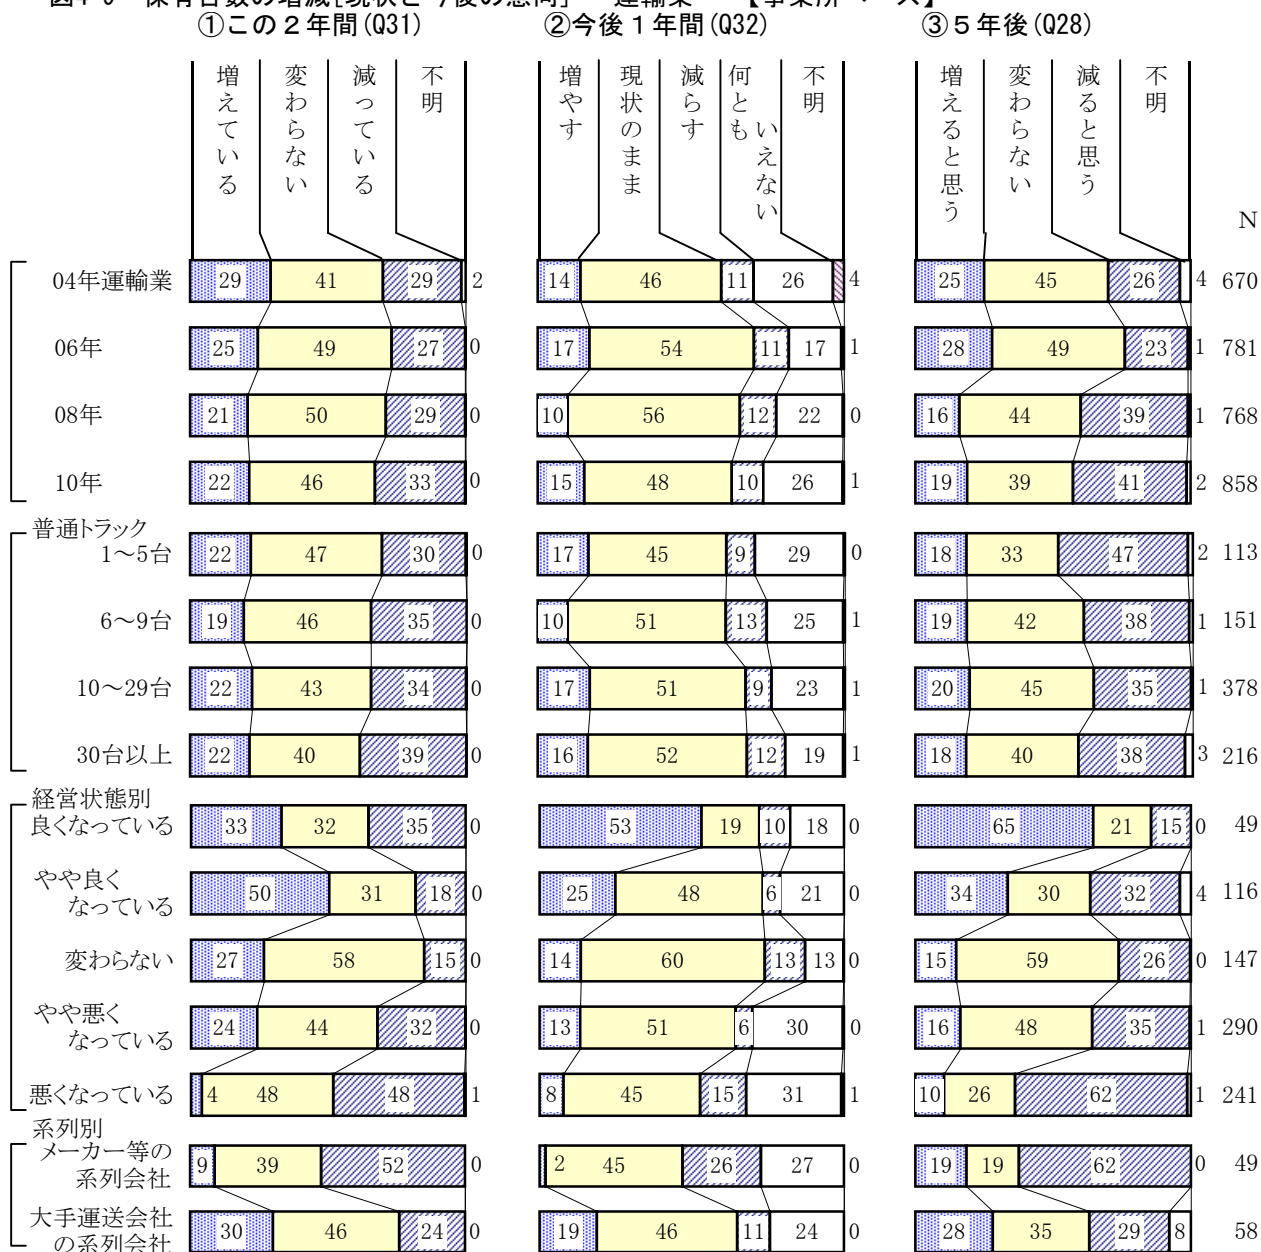 ①この２年間(Q31) ②今後１年間(Q32) ③５年後(Q28)
増えている 変わらない 減っている 不明 増やす 現状のまま 減らす 何とも いえない 不明 増えると思う 変わらない 減ると思う 不明
N
04年運輸業 29 41 29 2 14 46 11 26 4 25 45 26 4 670
06年 25 49 27 0 17 54 11 17 1 28 49 23 1 781
08年 21 50 29 0 10 56 12 22 0 16 44 39 1 768
10年 22 46 33 0 15 48 10 26 1 19 39 41 2 858
普通トラック
1～5台 22 47 30 0 17 45 9 29 0 18 33 47 2 113
6～9台 19 46 35 0 10 51 13 25 1 19 42 38 1 151
10～29台 22 43 34 0 17 51 9 23 1 20 45 35 1 378
30台以上 22 40 39 0 16 52 12 19 1 18 40 38 3 216
経営状態別
良くなっている 33 32 35 0 53 19 10 18 0 65 21 15 0 49
やや良く
なっている 50 31 18 0 25 48 6 21 0 34 30 32 4 116
変わらない 27 58 15 0 14 60 13 13 0 15 59 26 0 147
やや悪く
なっている 24 44 32 0 13 51 6 30 0 16 48 35 1 290
悪くなっている 4 48 48 1 8 45 15 31 1 10 26 62 1 241
系列別
メーカー等の
系列会社 9 39 52 0 2 45 26 27 0 19 19 62 0 49
大手運送会社
の系列会社 30 46 24 0 19 46 11 24 0 28 35 29 8 58